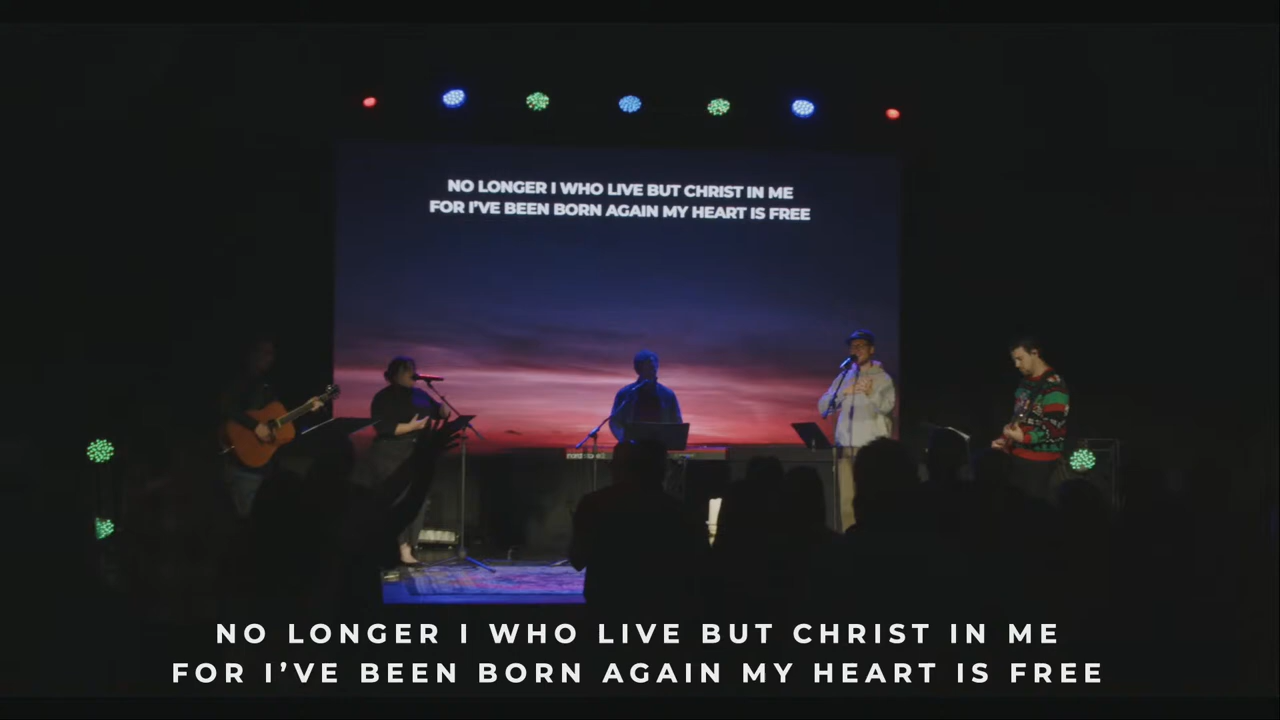 NO LONGER I WHO LIVE BUT CHRIST IN ME
FOR I'VE BEEN BORN AGAIN MY HEART IS FREE
NO LONGER I WHO LIVE BUT CHRIST IN ME
FOR I’VE BEEN BORN AGAIN MY HEART IS FREE